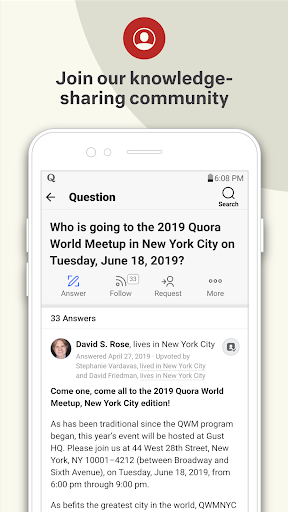 Join our knowledge-
sharing community
Q
6:08 PM
Question
Search
Who is going to the 2019 Quora
World Meetup in New York City on
Tuesday, June 18, 2019?
33
Answer
Follow
Request
More
33 Answers
David S. Rose, lives in New York City
Answered April 27, 2019 · Upvoted by
Stephanie Vardavas, lived in New York City
and David Friedman, lives in New York City
Come one, come all to the 2019 Quora World
Meetup, New York City edition!
As has been traditional since the QWM program
began, this year's event will be hosted at Gust
HQ. Please join us at 44 West 28th Street, New
York, NY 10001–4212 (between Broadway and
Sixth Avenue), on Tuesday, June 18, 2019, from
6:00 pm through 9:00 pm.
As befits the greatest city in the world, QWMNYC